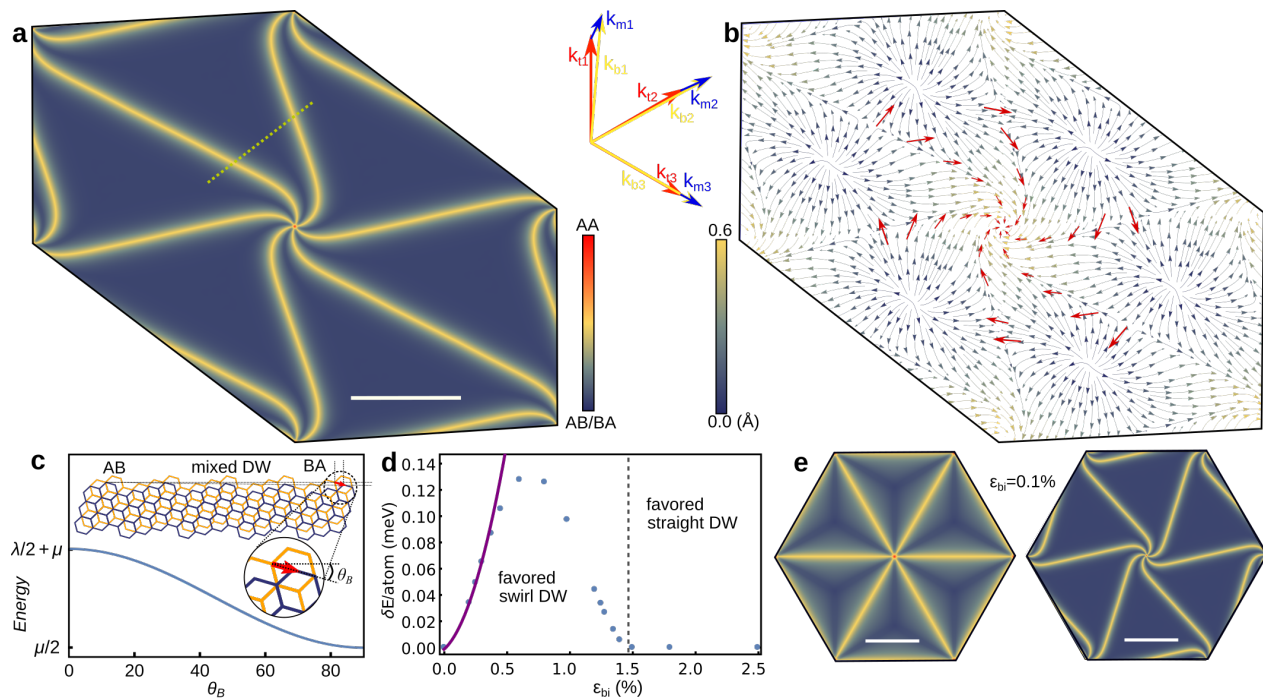 a
AA
AB/BA
k_m1
k_t1
k_b1
k_t2
k_m2
k_b2
k_t3
k_b3
k_m3
b
0.6
0.0 (Å)
c
AB
mixed DW
BA
θ_B
λ/2 + μ
μ/2
Energy
0
20
40
60
80
θ_B
d
0.14
0.12
0.10
0.08
0.06
0.04
0.02
0.00
δE/atom (meV)
favored
swirl DW
favored
straight DW
0.0
0.5
1.0
1.5
2.0
2.5
ε_bi (%)
e
ε_bi=0.1%